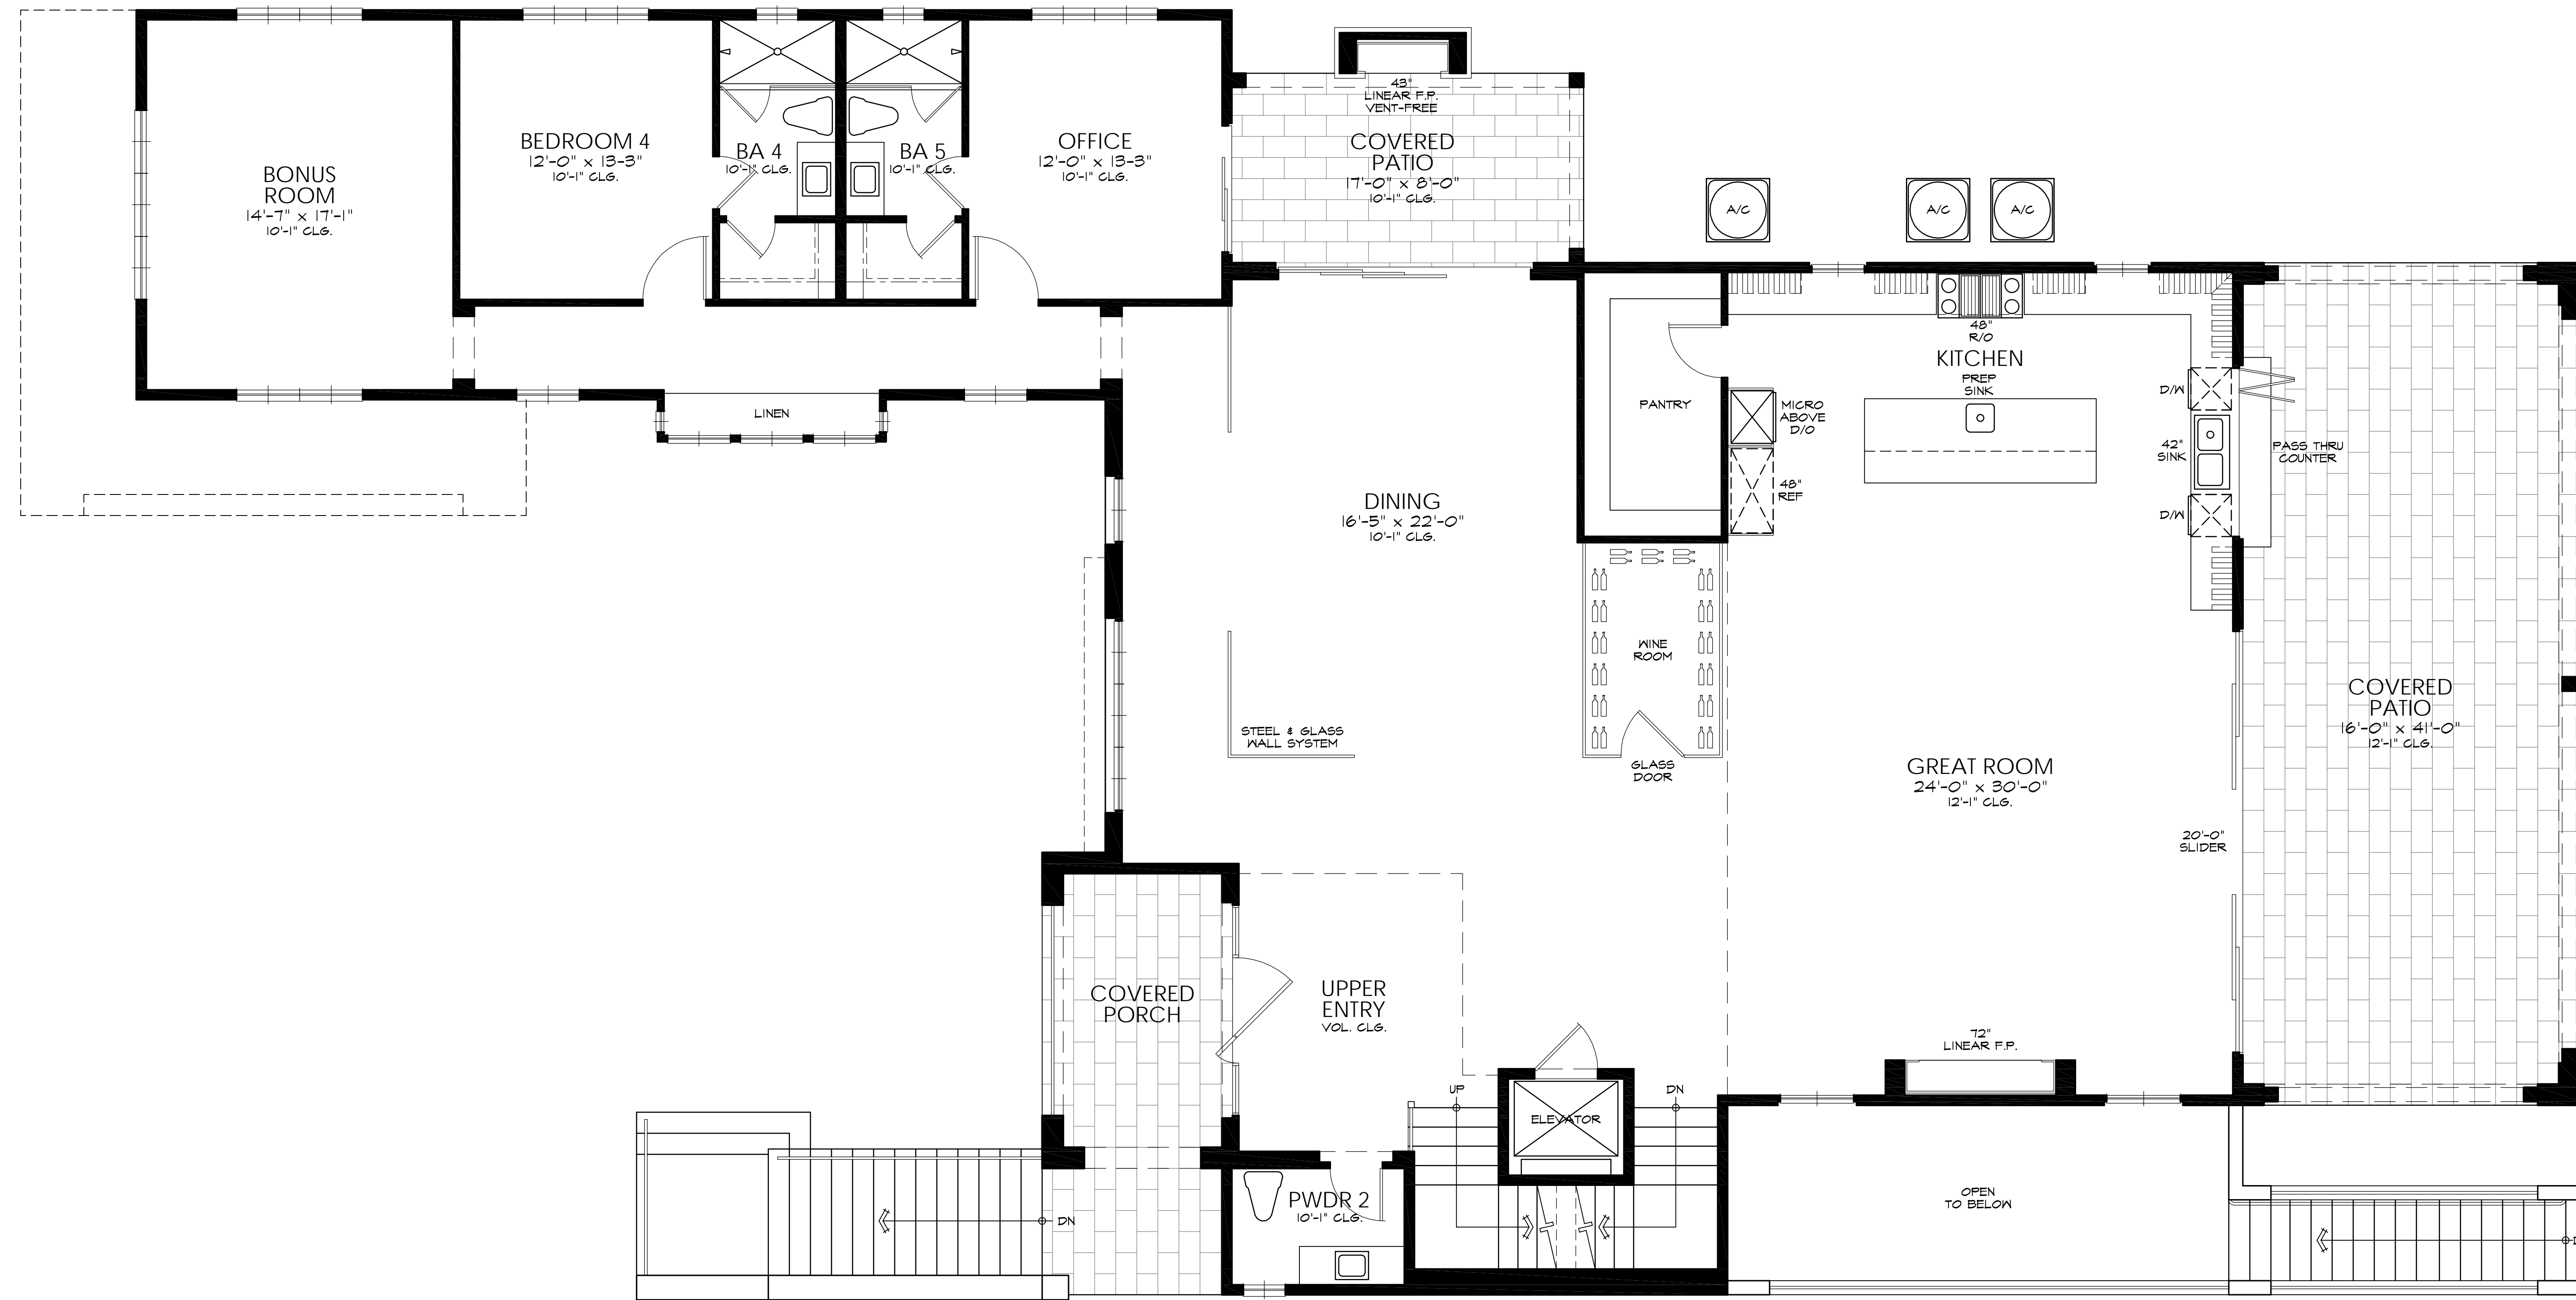 BONUS
ROOM
14'-7" x 17'-1"
10'-1" CLG.
BEDROOM 4
12'-0" x 13-3"
10'-1" CLG.
BA 4
10'-1" CLG.
BA 5
10'-1" CLG.
OFFICE
12'-0" x 13-3"
10'-1" CLG.
43"
LINEAR F.P.
VENT-FREE
COVERED
PATIO
17'-0" x 8'-0"
10'-1" CLG.
A/C
A/C
A/C
LINEN
DINING
16'-5" x 22'-0"
10'-1" CLG.
PANTRY
48"
R/O
KITCHEN
PREP
SINK
MICRO
ABOVE
D/O
48"
REF
D/W
42"
SINK
D/W
PASS THRU
COUNTER
WINE
ROOM
GLASS
DOOR
STEEL & GLASS
WALL SYSTEM
COVERED
PATIO
16'-0" x 41'-0"
12'-1" CLG.
GREAT ROOM
24'-0" x 30'-0"
12'-1" CLG.
20'-0"
SLIDER
COVERED
PORCH
UPPER
ENTRY
VOL. CLG.
72"
LINEAR F.P.
UP
DN
ELEVATOR
PWDR 2
10'-1" CLG.
DN
OPEN
TO BELOW